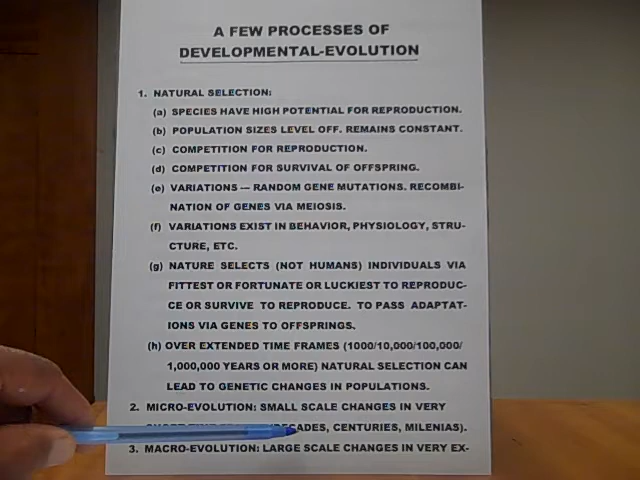 A FEW PROCESSES OF
DEVELOPMENTAL-EVOLUTION
1. NATURAL SELECTION:
(a) SPECIES HAVE HIGH POTENTIAL FOR REPRODUCTION.
(b) POPULATION SIZES LEVEL OFF. REMAINS CONSTANT.
(c) COMPETITION FOR REPRODUCTION.
(d) COMPETITION FOR SURVIVAL OF OFFSPRING.
(e) VARIATIONS — RANDOM GENE MUTATIONS. RECOMBI-
NATION OF GENES VIA MEIOSIS.
(f) VARIATIONS EXIST IN BEHAVIOR, PHYSIOLOGY, STRU-
CTURE, ETC.
(g) NATURE SELECTS (NOT HUMANS) INDIVIDUALS VIA
FITTEST OR FORTUNATE OR LUCKIEST TO REPRODUC-
CE OR SURVIVE TO REPRODUCE. TO PASS ADAPTAT-
IONS VIA GENES TO OFFSPRINGS.
(h) OVER EXTENDED TIME FRAMES (1000/10,000/100,000/
1,000,000 YEARS OR MORE) NATURAL SELECTION CAN
LEAD TO GENETIC CHANGES IN POPULATIONS.
2. MICRO-EVOLUTION: SMALL SCALE CHANGES IN VERY
CENTURIES, MILENIAS).
3. MACRO-EVOLUTION: LARGE SCALE CHANGES IN VERY EX-